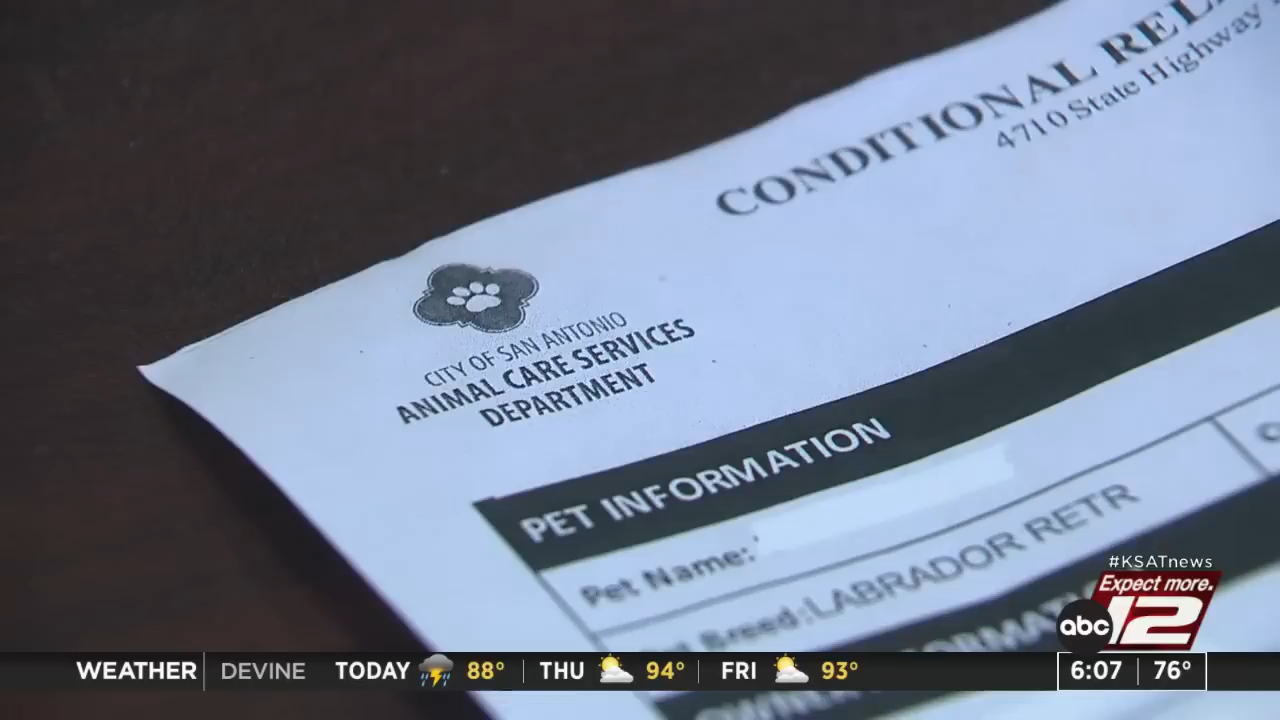 CONDITIONAL
4710 State Highway
CITY OF SAN ANTONIO
ANIMAL CARE SERVICES
DEPARTMENT
PET INFORMATION
Pet Name:
Breed: LABRADOR RETR
#KSATnews
Expect more.
abc 12
WEATHER DEVINE TODAY 88° THU 94° FRI 93° 6:07 76°